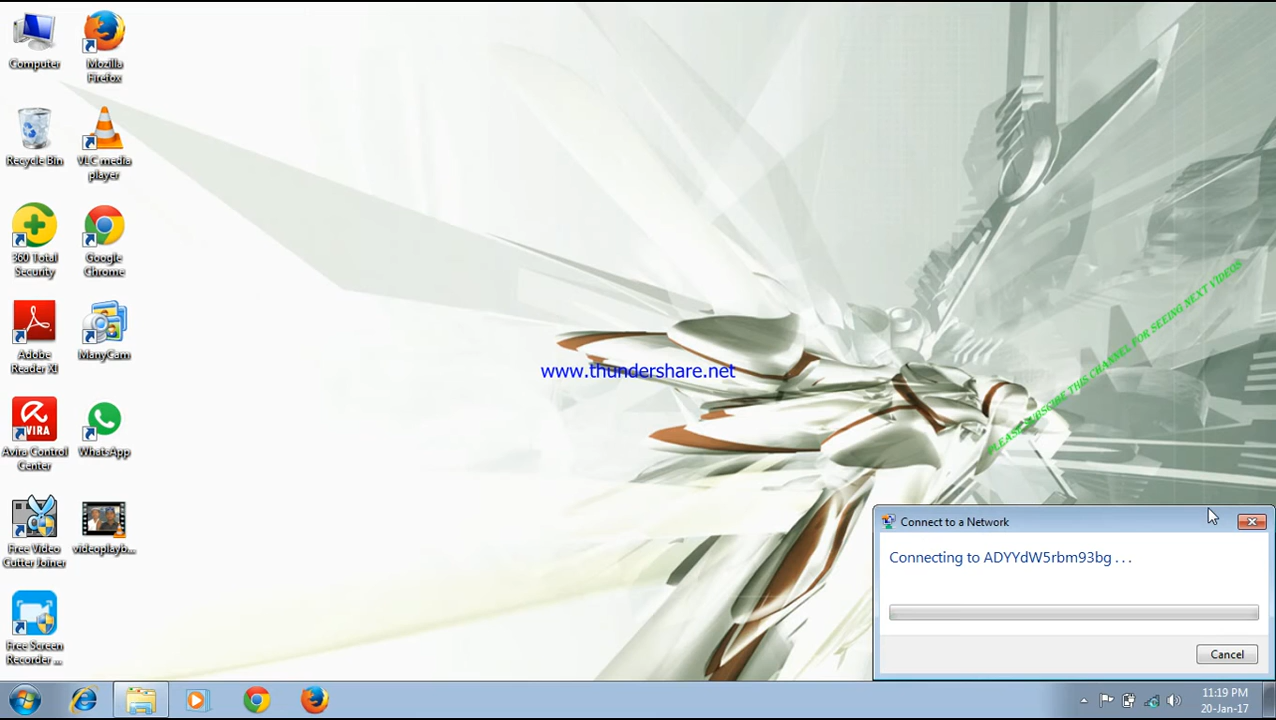 Computer
Mozilla
Firefox
Recycle Bin
VLC media
player
360 Total
Security
Google
Chrome
Adobe
Reader XI
ManyCam
AVIRA
Avira Control
Center
WhatsApp
Free Video
Cutter Joiner
videoplayb...
Free Screen
Recorder ...
www.thundershare.net
PLEASE SUBSCIBE THIS CHANNEL FOR SEEING NEXT VIDEOS
Connect to a Network
Connecting to ADYYdW5rbm93bg . . .
Cancel
11:19 PM
20-Jan-17